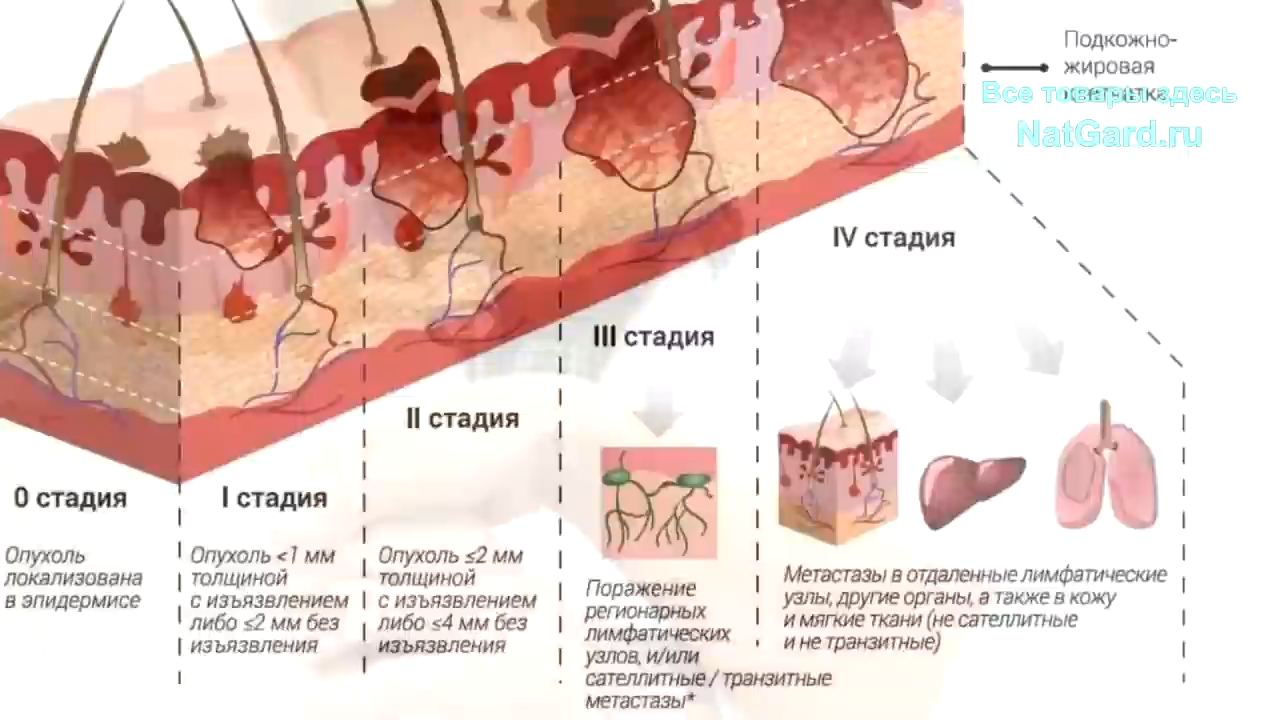 Подкожно-
жировая
клетчатка
Все товары здесь
NatGard.ru
IV стадия
III стадия
II стадия
0 стадия
I стадия
Опухоль
локализована
в эпидермисе
Опухоль <1 мм
толщиной
с изъязвлением
либо ≤2 мм без
изъязвления
Опухоль ≤2 мм
толщиной
с изъязвлением
либо ≤4 мм без
изъязвления
Поражение
регионарных
лимфатических
узлов, и/или
сателлитные / транзитные
метастазы*
Метастазы в отдаленные лимфатические
узлы, другие органы, а также в кожу
и мягкие ткани (не сателлитные
и не транзитные)